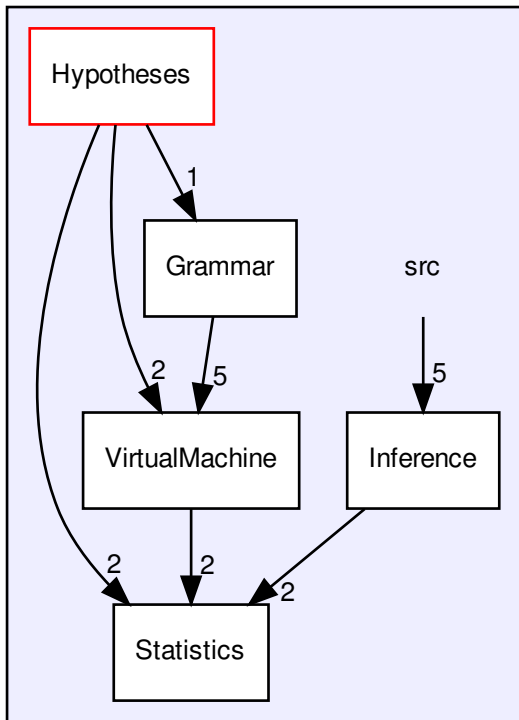 Hypotheses
1
Grammar
src
2
5
5
VirtualMachine
Inference
2
2
2
Statistics